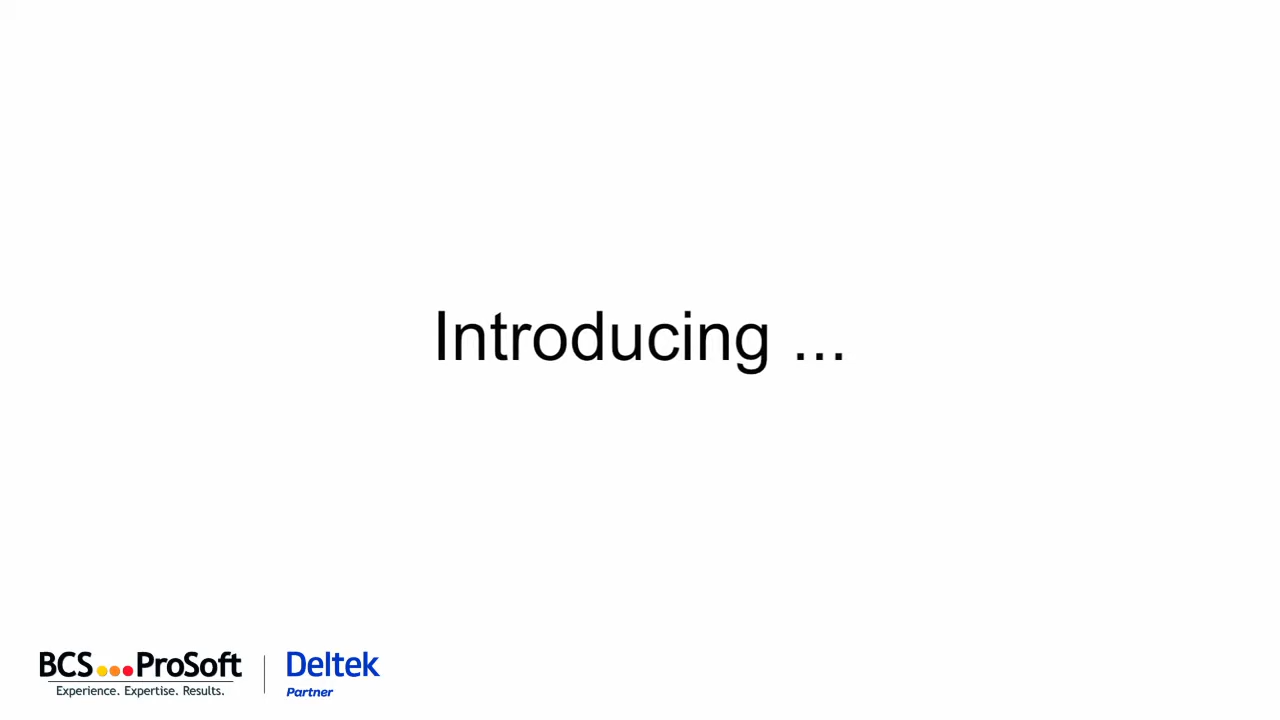 Introducing ...
BCS...ProSoft
Experience. Expertise. Results.
Deltek
Partner